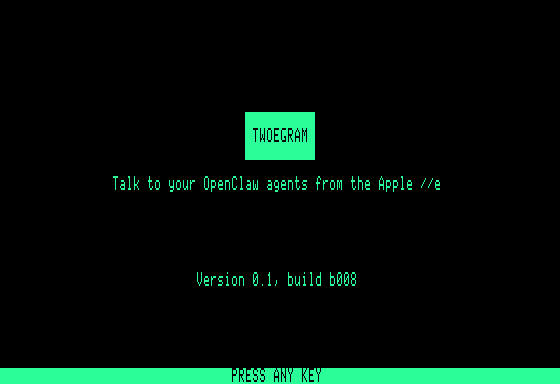 TWOEGRAM
Talk to your OpenClaw agents from the Apple //e
Version 0.1, build b008
PRESS ANY KEY